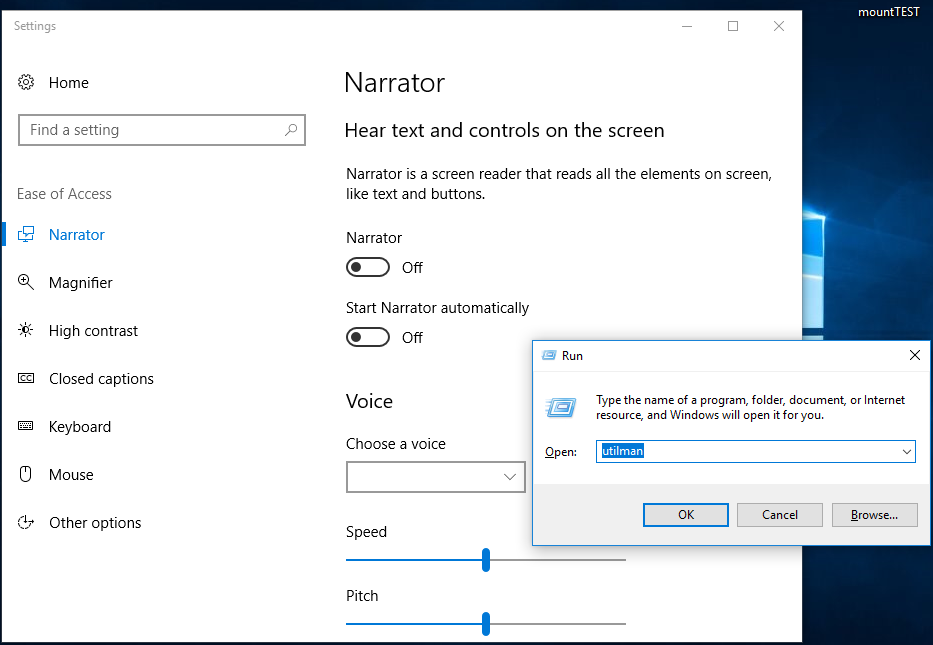 mountTEST
Settings
Home
Find a setting
Ease of Access
Narrator
Magnifier
High contrast
CC Closed captions
Keyboard
Mouse
Other options
Narrator
Hear text and controls on the screen
Narrator is a screen reader that reads all the elements on screen,
like text and buttons.
Narrator
Off
Start Narrator automatically
Off
Voice
Choose a voice
Speed
Pitch
Run
Type the name of a program, folder, document, or Internet
resource, and Windows will open it for you.
Open: utilman
OK Cancel Browse...